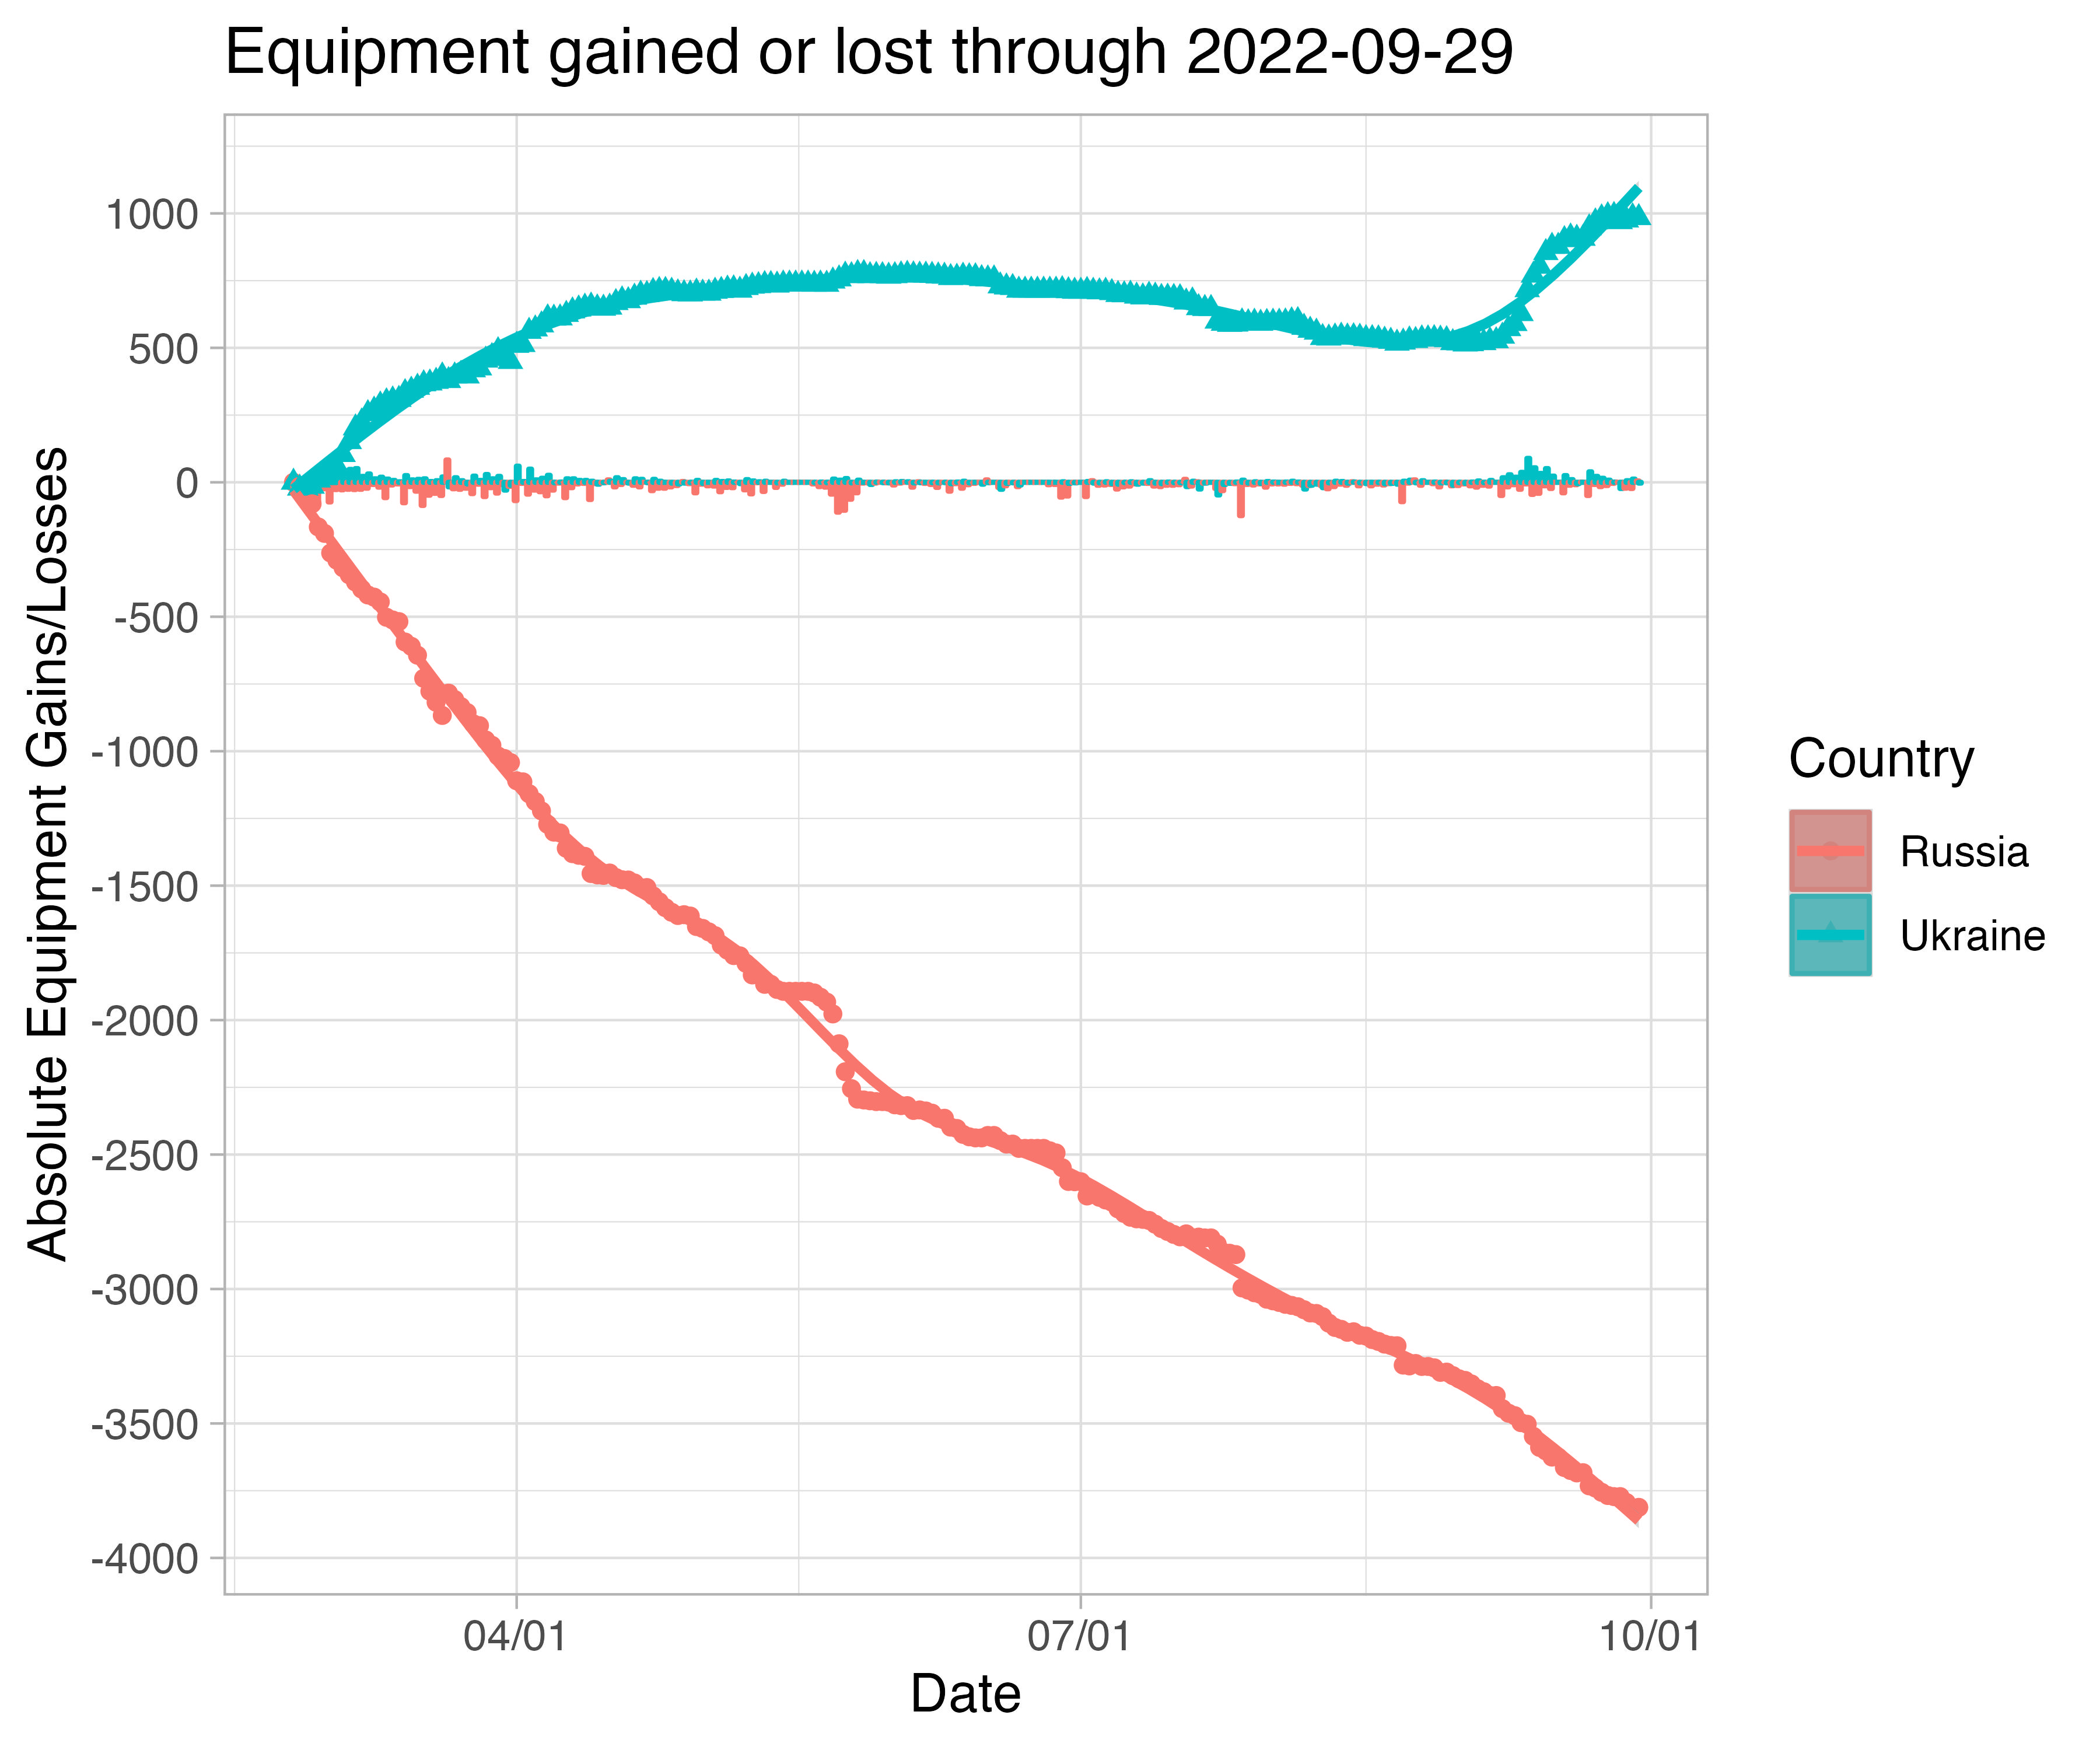 Equipment gained or lost through 2022-09-29
Absolute Equipment Gains/Losses
1000
500
0
-500
-1000
-1500
-2000
-2500
-3000
-3500
-4000
04/01
07/01
10/01
Date
Country
Russia
Ukraine